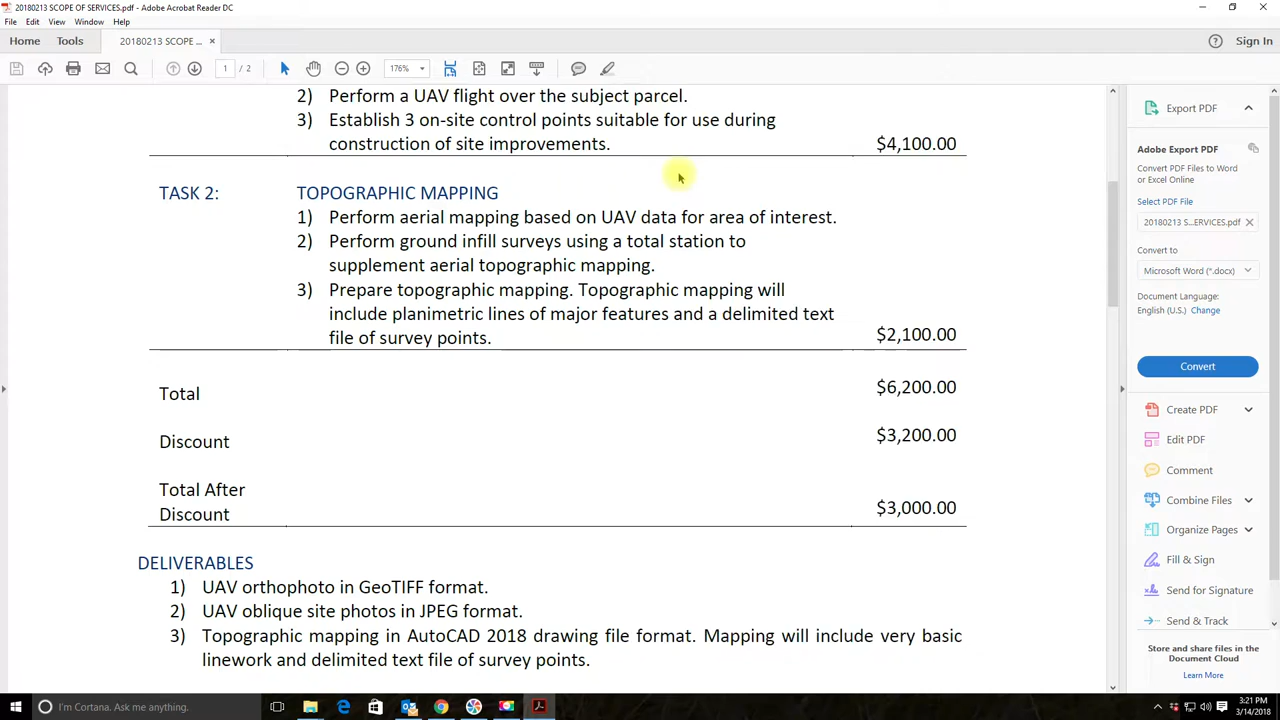 20180213 SCOPE OF SERVICES.pdf - Adobe Acrobat Reader DC
File Edit View Window Help
Home Tools 20180213 SCOPE ... × Sign In
1 / 2 176%
2) Perform a UAV flight over the subject parcel.
3) Establish 3 on-site control points suitable for use during
construction of site improvements. $4,100.00
TASK 2: TOPOGRAPHIC MAPPING
1) Perform aerial mapping based on UAV data for area of interest.
2) Perform ground infill surveys using a total station to
supplement aerial topographic mapping.
3) Prepare topographic mapping. Topographic mapping will
include planimetric lines of major features and a delimited text
file of survey points. $2,100.00
Total $6,200.00
Discount $3,200.00
Total After
Discount $3,000.00
DELIVERABLES
1) UAV orthophoto in GeoTIFF format.
2) UAV oblique site photos in JPEG format.
3) Topographic mapping in AutoCAD 2018 drawing file format. Mapping will include very basic
linework and delimited text file of survey points.
Export PDF
Adobe Export PDF
Convert PDF Files to Word
or Excel Online
Select PDF File
20180213 S...ERVICES.pdf
Convert to
Microsoft Word (*.docx)
Document Language:
English (U.S.) Change
Convert
Create PDF
Edit PDF
Comment
Combine Files
Organize Pages
Fill & Sign
Send for Signature
Send & Track
Store and share files in the
Document Cloud
Learn More
I'm Cortana. Ask me anything.
3:21 PM
3/14/2018